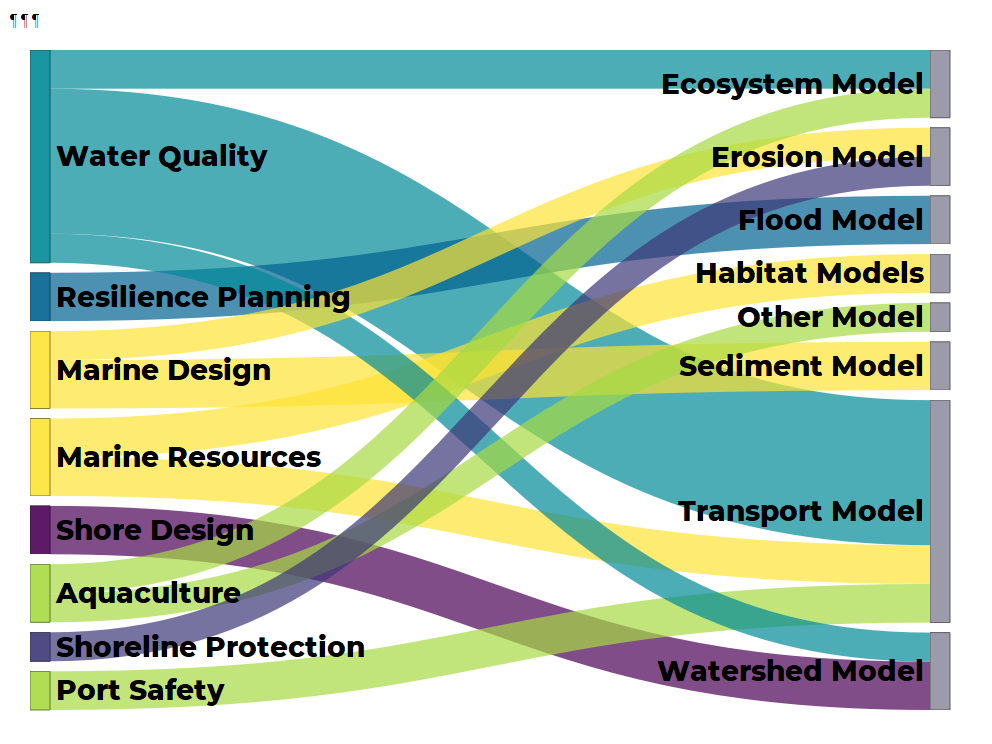 ¶¶¶
Water Quality
Resilience Planning
Marine Design
Marine Resources
Shore Design
Aquaculture
Shoreline Protection
Port Safety
Ecosystem Model
Erosion Model
Flood Model
Habitat Models
Other Model
Sediment Model
Transport Model
Watershed Model